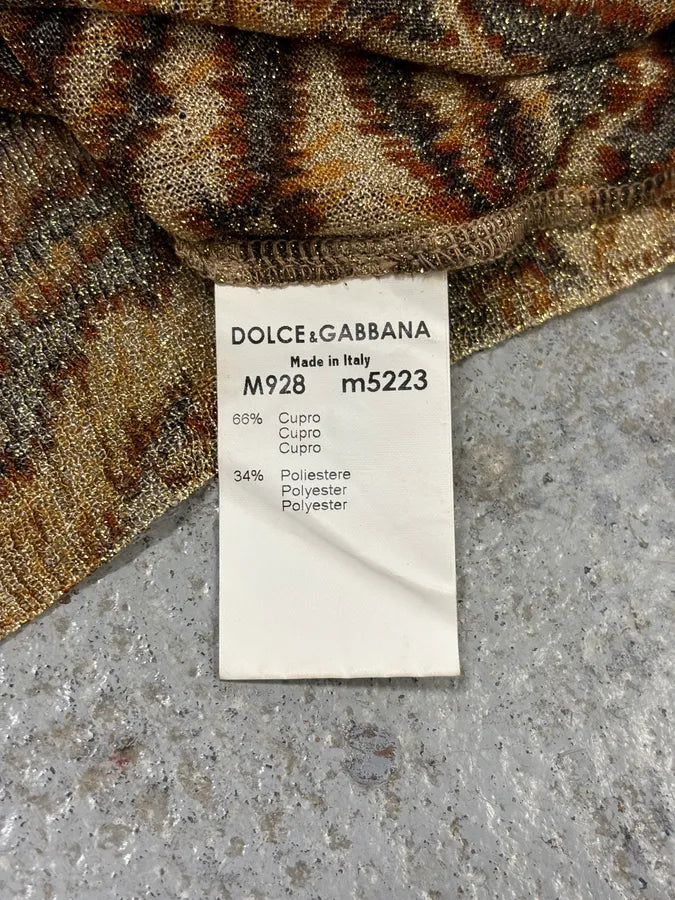 DOLCE&GABBANA
Made in Italy
M928 m5223
66% Cupro
Cupro
Cupro
34% Poliestere
Polyester
Polyester